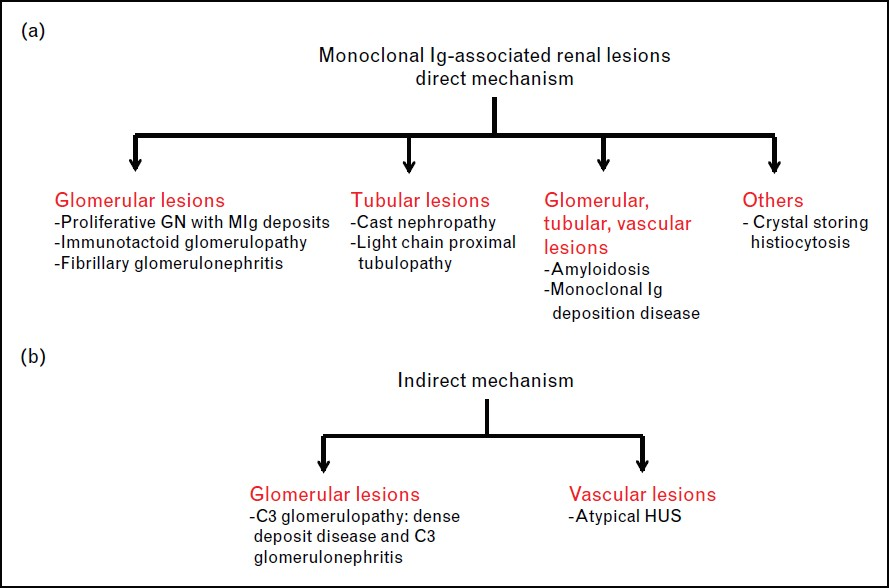 (a)
Monoclonal Ig-associated renal lesions
direct mechanism
Glomerular lesions
-Proliferative GN with MIg deposits
-Immunotactoid glomerulopathy
-Fibrillary glomerulonephritis
Tubular lesions
-Cast nephropathy
-Light chain proximal
tubulopathy
Glomerular,
tubular, vascular
lesions
-Amyloidosis
-Monoclonal Ig
deposition disease
Others
- Crystal storing
histiocytosis
(b)
Indirect mechanism
Glomerular lesions
-C3 glomerulopathy: dense
deposit disease and C3
glomerulonephritis
Vascular lesions
-Atypical HUS